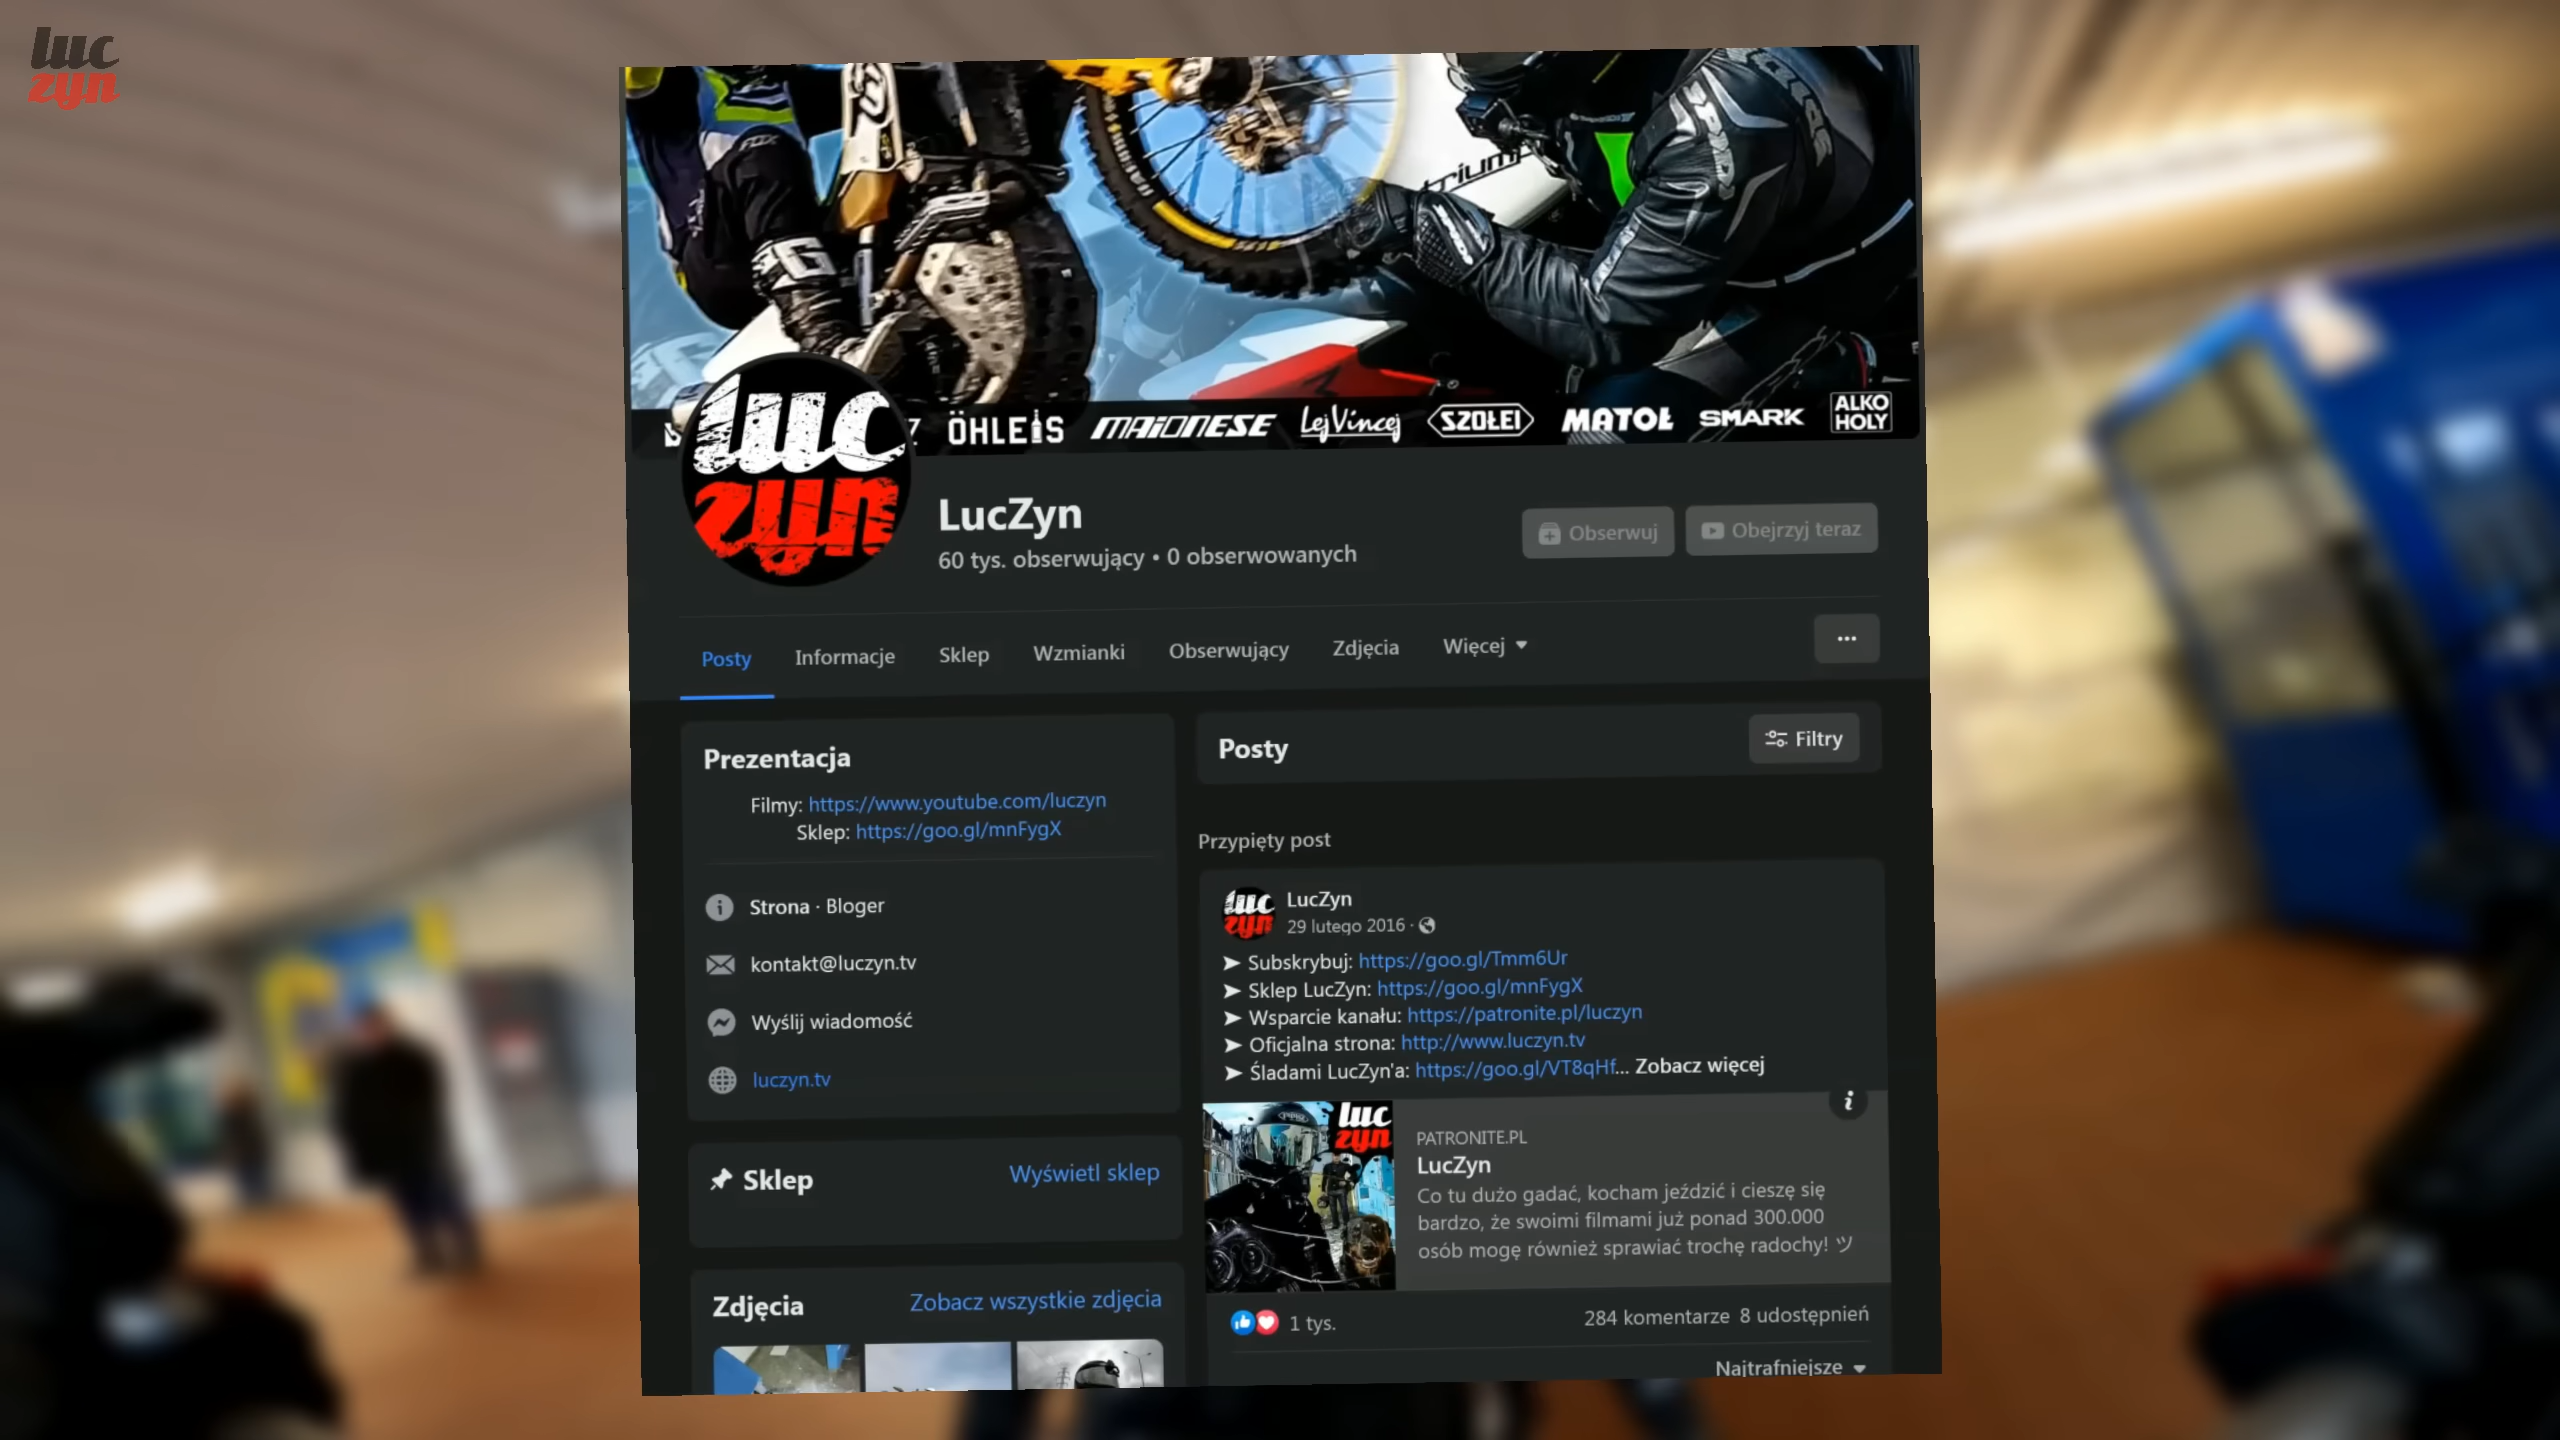 luc
zyn
FOX
triumph
ÖHLEIS
MAIONESE
LejVincej
SZOŁEI
MATOŁ
SMARK
ALKO
HOLY
luc
zyn
LucZyn
60 tys. obserwujący • 0 obserwowanych
Obserwuj
Obejrzyj teraz
Posty
Informacje
Sklep
Wzmianki
Obserwujący
Zdjęcia
Więcej
Prezentacja
Filmy: https://www.youtube.com/luczyn
Sklep: https://goo.gl/mnFygX
Strona · Bloger
kontakt@luczyn.tv
Wyślij wiadomość
luczyn.tv
Sklep
Wyświetl sklep
Zdjęcia
Zobacz wszystkie zdjęcia
Posty
Filtry
Przypięty post
luc
zyn
LucZyn
29 lutego 2016 ·
➤ Subskrybuj: https://goo.gl/Tmm6Ur
➤ Sklep LucZyn: https://goo.gl/mnFygX
➤ Wsparcie kanału: https://patronite.pl/luczyn
➤ Oficjalna strona: http://www.luczyn.tv
➤ Śladami LucZyn'a: https://goo.gl/VT8qHf... Zobacz więcej
luc
zyn
PATRONITE.PL
LucZyn
Co tu dużo gadać, kocham jeździć i cieszę się
bardzo, że swoimi filmami już ponad 300.000
osób mogę również sprawiać trochę radochy! ツ
1 tys.
284 komentarze 8 udostępnień
Najtrafniejsze